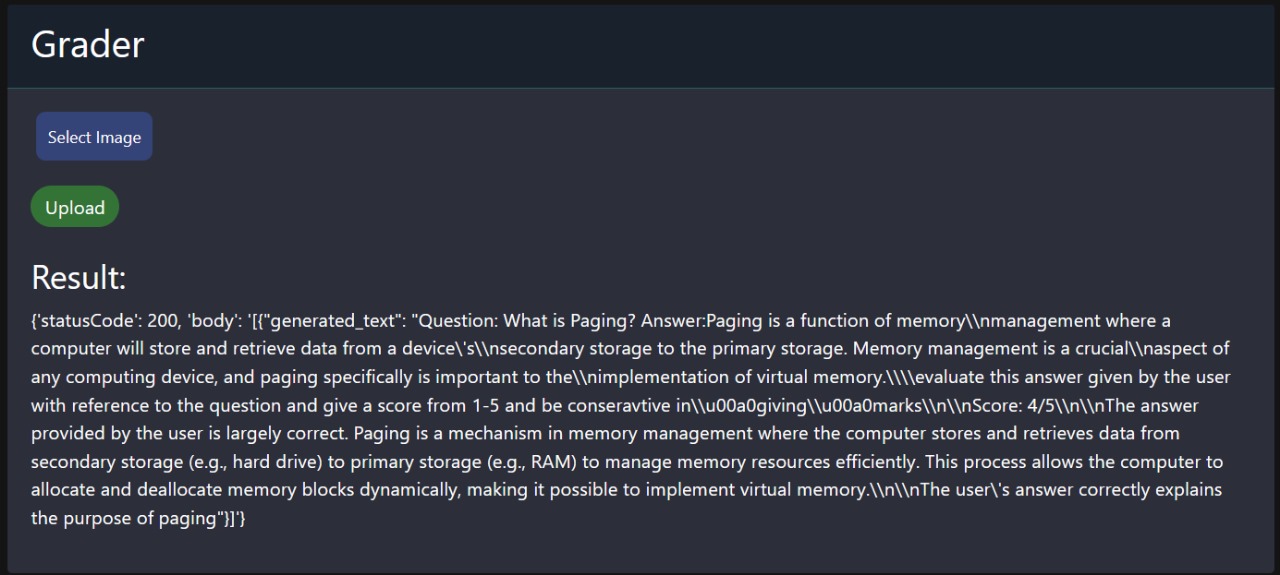 Grader
Select Image
Upload
Result:
{'statusCode': 200, 'body': '[{"generated_text": "Question: What is Paging? Answer:Paging is a function of memory\\nmanagement where a
computer will store and retrieve data from a device\'s\\nsecondary storage to the primary storage. Memory management is a crucial\\naspect of
any computing device, and paging specifically is important to the\\nimplementation of virtual memory.\\\\evaluate this answer given by the user
with reference to the question and give a score from 1-5 and be conseravtive in\\u00a0giving\\u00a0marks\\n\\nScore: 4/5\\n\\nThe answer
provided by the user is largely correct. Paging is a mechanism in memory management where the computer stores and retrieves data from
secondary storage (e.g., hard drive) to primary storage (e.g., RAM) to manage memory resources efficiently. This process allows the computer to
allocate and deallocate memory blocks dynamically, making it possible to implement virtual memory.\\n\\nThe user\'s answer correctly explains
the purpose of paging"}]'}